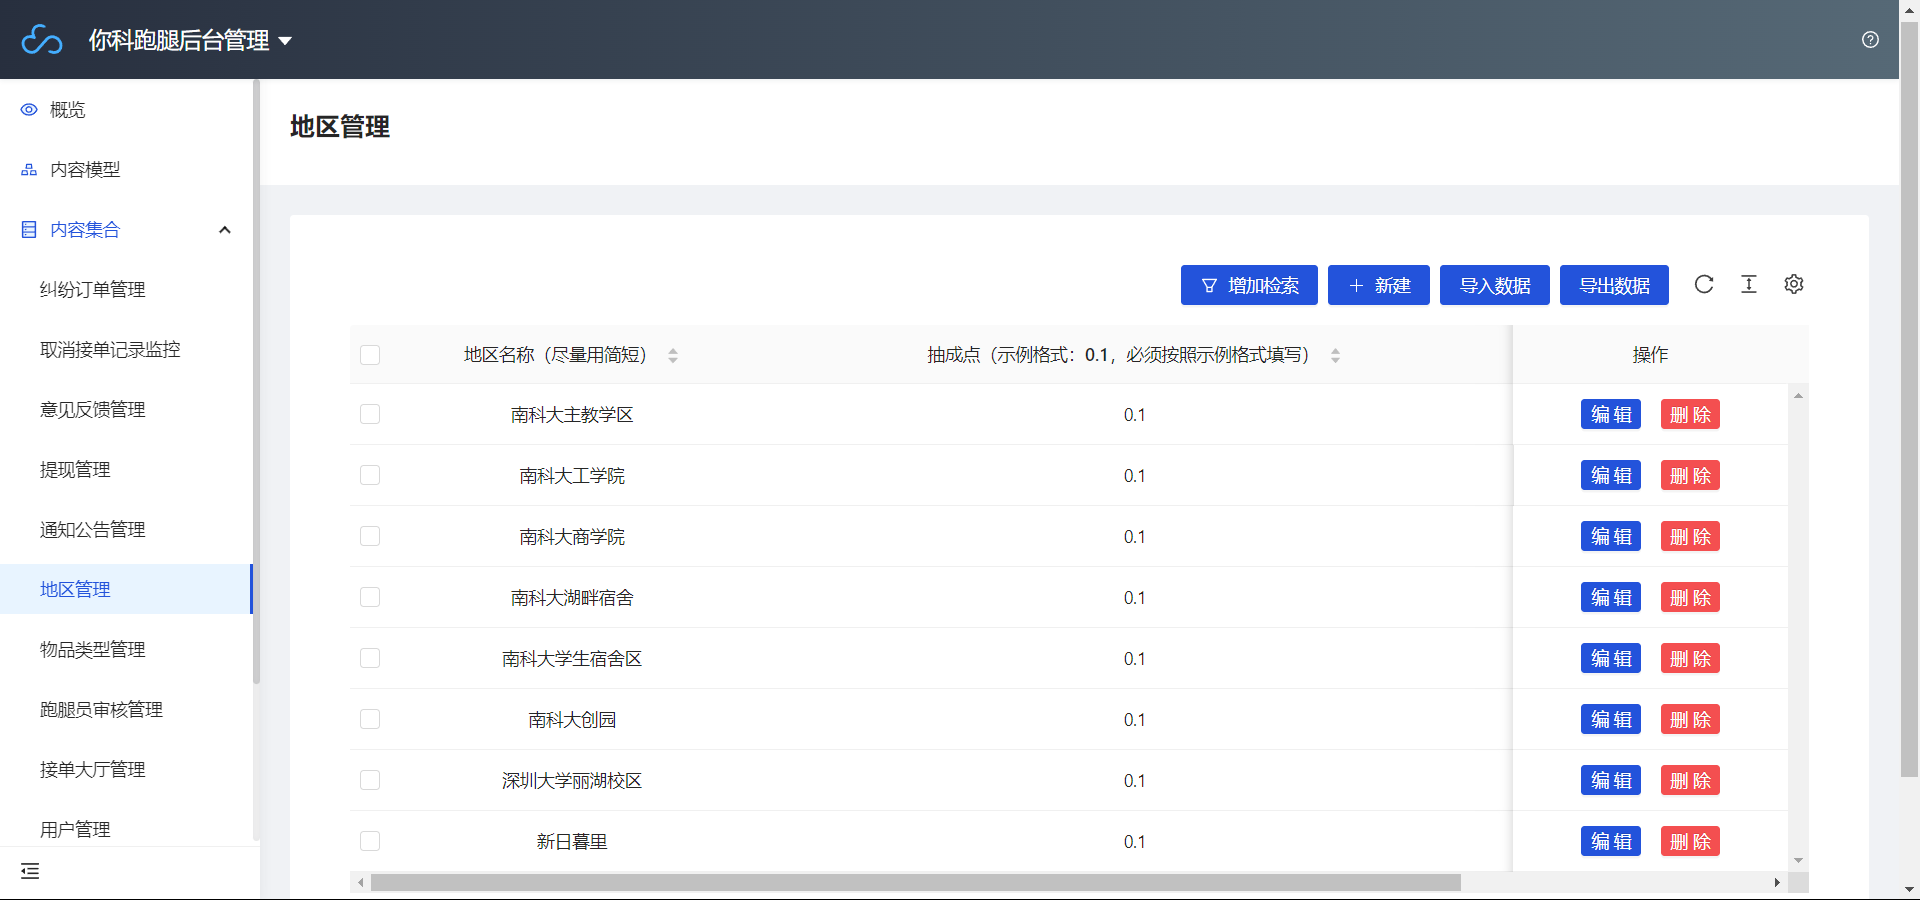 你科跑腿后台管理
概览
内容模型
内容集合
纠纷订单管理
取消接单记录监控
意见反馈管理
提现管理
通知公告管理
地区管理
物品类型管理
跑腿员审核管理
接单大厅管理
用户管理
地区管理
增加检索 新建 导入数据 导出数据
地区名称（尽量用简短） 抽成点（示例格式：0.1，必须按照示例格式填写） 操作
南科大主教学区 0.1 编辑 删除
南科大工学院 0.1 编辑 删除
南科大商学院 0.1 编辑 删除
南科大湖畔宿舍 0.1 编辑 删除
南科大学生宿舍区 0.1 编辑 删除
南科大创园 0.1 编辑 删除
深圳大学丽湖校区 0.1 编辑 删除
新日暮里 0.1 编辑 删除